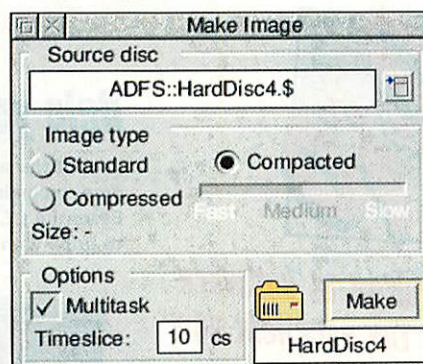 Make Image
Source disc
ADFS::HardDisc4.$
Image type
Standard
Compacted
Compressed
Fast Medium Slow
Size: -
Options
Multitask
Make
Timeslice: 10 cs
HardDisc4